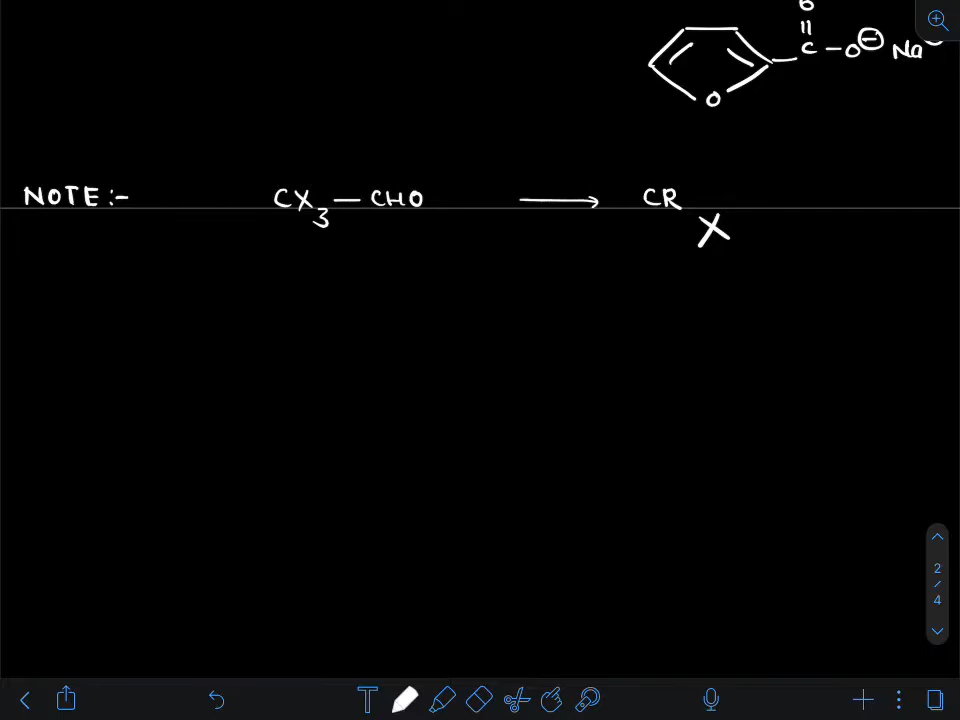 O
||
C – O⊖ Na
O
NOTE :- CX3 — CHO ⟶ CR
X
2
/
4
T